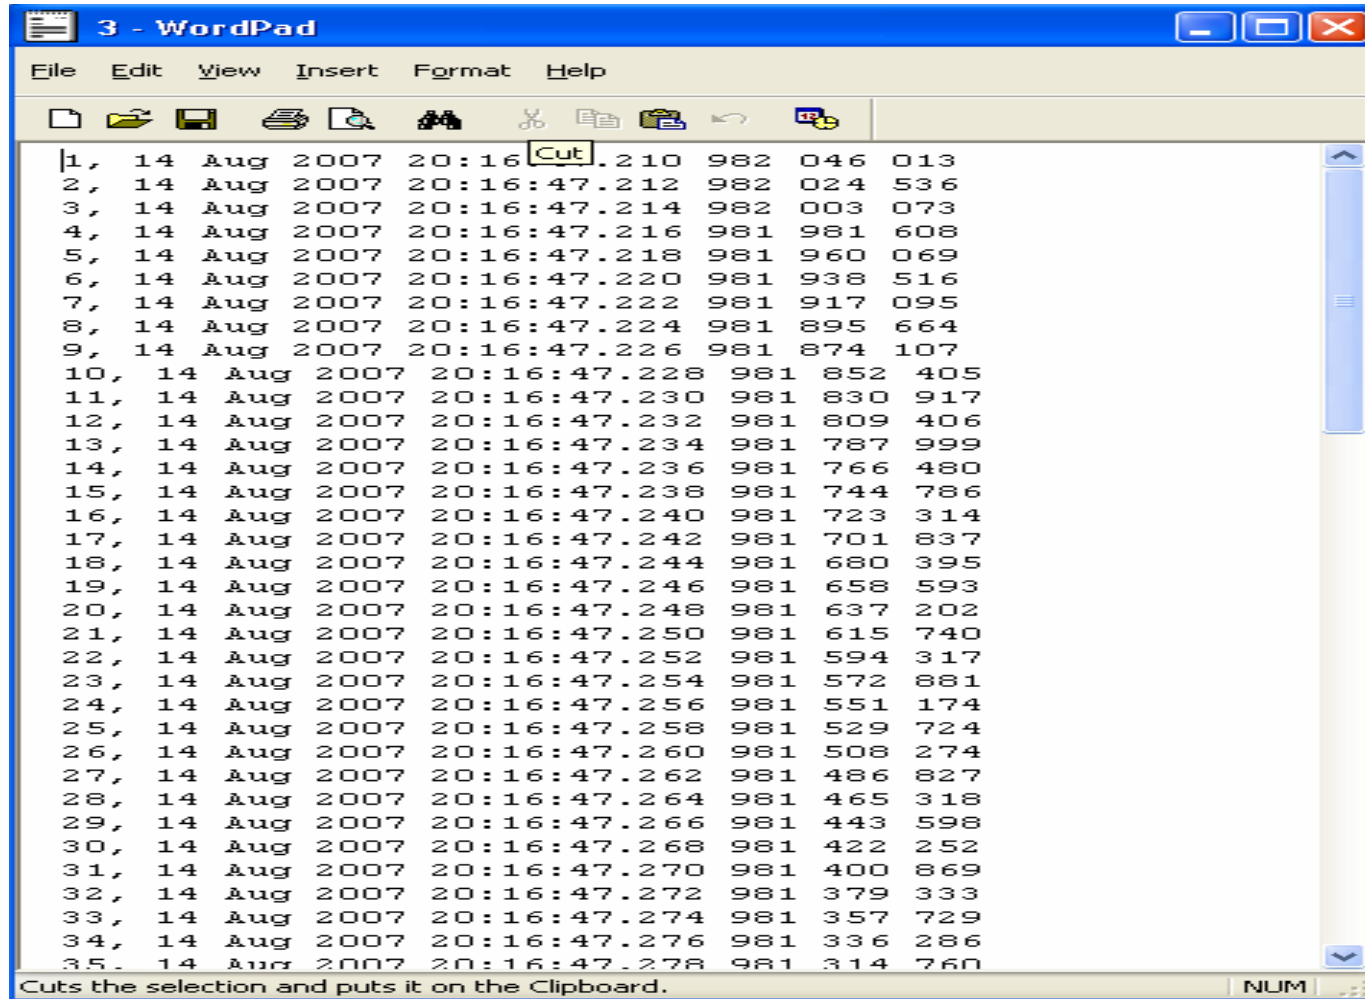 3 - WordPad
File Edit View Insert Format Help
1, 14 Aug 2007 20:16 .210 982 046 013
Cut
2, 14 Aug 2007 20:16:47.212 982 024 536
3, 14 Aug 2007 20:16:47.214 982 003 073
4, 14 Aug 2007 20:16:47.216 981 981 608
5, 14 Aug 2007 20:16:47.218 981 960 069
6, 14 Aug 2007 20:16:47.220 981 938 516
7, 14 Aug 2007 20:16:47.222 981 917 095
8, 14 Aug 2007 20:16:47.224 981 895 664
9, 14 Aug 2007 20:16:47.226 981 874 107
10, 14 Aug 2007 20:16:47.228 981 852 405
11, 14 Aug 2007 20:16:47.230 981 830 917
12, 14 Aug 2007 20:16:47.232 981 809 406
13, 14 Aug 2007 20:16:47.234 981 787 999
14, 14 Aug 2007 20:16:47.236 981 766 480
15, 14 Aug 2007 20:16:47.238 981 744 786
16, 14 Aug 2007 20:16:47.240 981 723 314
17, 14 Aug 2007 20:16:47.242 981 701 837
18, 14 Aug 2007 20:16:47.244 981 680 395
19, 14 Aug 2007 20:16:47.246 981 658 593
20, 14 Aug 2007 20:16:47.248 981 637 202
21, 14 Aug 2007 20:16:47.250 981 615 740
22, 14 Aug 2007 20:16:47.252 981 594 317
23, 14 Aug 2007 20:16:47.254 981 572 881
24, 14 Aug 2007 20:16:47.256 981 551 174
25, 14 Aug 2007 20:16:47.258 981 529 724
26, 14 Aug 2007 20:16:47.260 981 508 274
27, 14 Aug 2007 20:16:47.262 981 486 827
28, 14 Aug 2007 20:16:47.264 981 465 318
29, 14 Aug 2007 20:16:47.266 981 443 598
30, 14 Aug 2007 20:16:47.268 981 422 252
31, 14 Aug 2007 20:16:47.270 981 400 869
32, 14 Aug 2007 20:16:47.272 981 379 333
33, 14 Aug 2007 20:16:47.274 981 357 729
34, 14 Aug 2007 20:16:47.276 981 336 286
35, 14 Aug 2007 20:16:47.278 981 314 760
Cuts the selection and puts it on the Clipboard. NUM